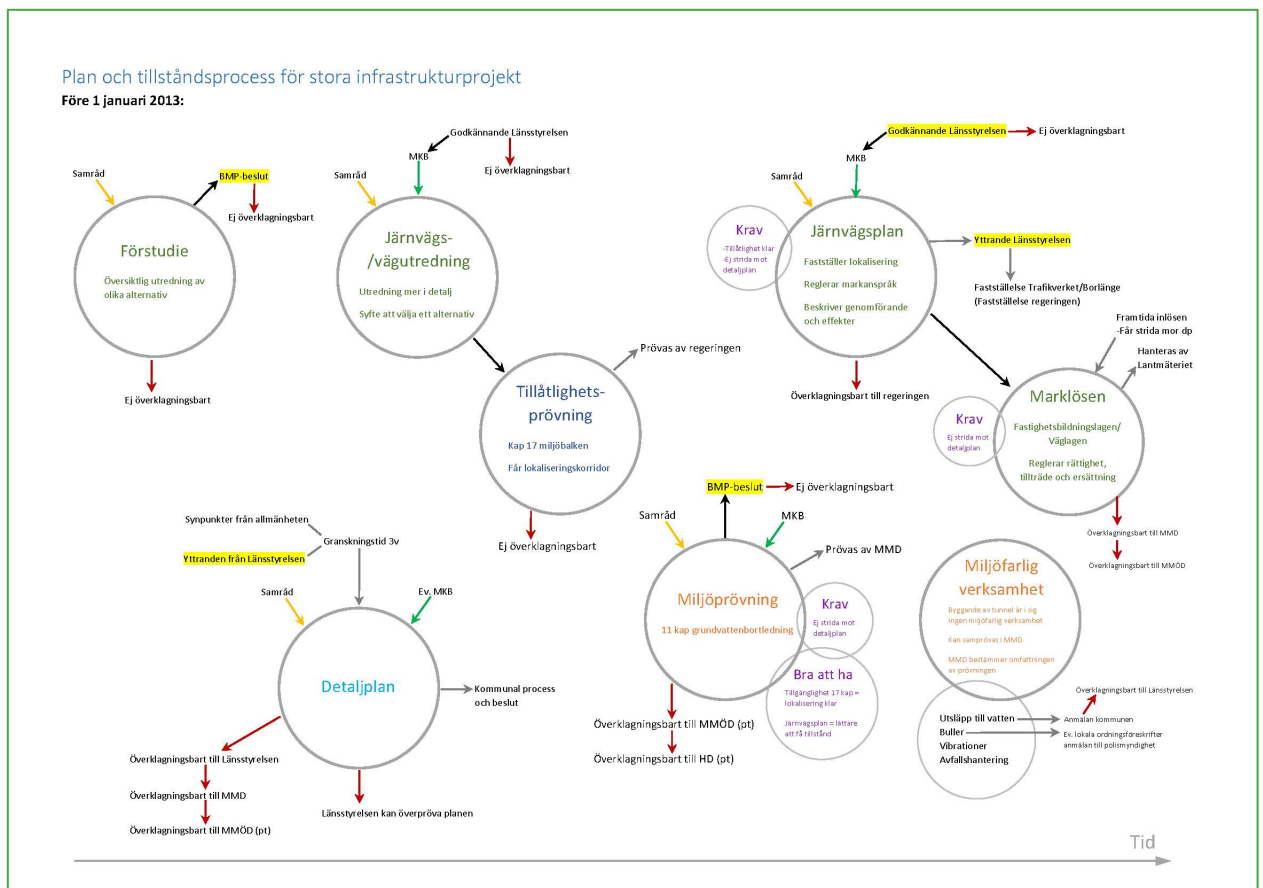 Plan och tillståndsprocess för stora infrastrukturprojekt
Före 1 januari 2013:
Samråd
BMP-beslut
Ej överklagningsbart
Förstudie
Översiktlig utredning av
olika alternativ
Ej överklagningsbart
Godkännande Länsstyrelsen
MKB
Ej överklagningsbart
Samråd
Järnvägs-
/vägutredning
Utredning mer i detalj
Syfte att välja ett alternativ
Prövas av regeringen
Tillåtlighets-
prövning
Kap 17 miljöbalken
Får lokaliseringskorridor
Ej överklagningsbart
Godkännande Länsstyrelsen
Ej överklagningsbart
MKB
Samråd
Krav
-Tillåtlighet klar
-Ej strida mot
detaljplan
Järnvägsplan
Fastställer lokalisering
Reglerar markanspråk
Beskriver genomförande
och effekter
Yttrande Länsstyrelsen
Fastställelse Trafikverket/Borlänge
(Fastställelse regeringen)
Överklagningsbart till regeringen
Framtida inlösen
-Får strida mor dp
Hanteras av
Lantmäteriet
Krav
Ej strida mot
detaljplan
Marklösen
Fastighetsbildningslagen/
Väglagen
Reglerar rättighet,
tillträde och ersättning
Överklagningsbart till MMD
Överklagningsbart till MMÖD
Synpunkter från allmänheten
Granskningstid 3v
Yttranden från Länsstyrelsen
Samråd
Ev. MKB
Detaljplan
Kommunal process
och beslut
Överklagningsbart till Länsstyrelsen
Överklagningsbart till MMD
Överklagningsbart till MMÖD (pt)
Länsstyrelsen kan överpröva planen
BMP-beslut
Ej överklagningsbart
Samråd
MKB
Prövas av MMD
Miljöprövning
11 kap grundvattenbortledning
Krav
Ej strida mot
detaljplan
Bra att ha
Tillgänglighet 17 kap =
lokalisering klar
Järnvägsplan = lättare
att få tillstånd
Överklagningsbart till MMÖD (pt)
Överklagningsbart till HD (pt)
Miljöfarlig
verksamhet
Byggande av tunnel är i sig
ingen miljöfarlig verksamhet
Kan samprövas i MMD
MMD bestämmer omfattningen
av prövningen
Överklagningsbart till Länsstyrelsen
Utsläpp till vatten
Anmälan kommunen
Buller
Ev. lokala ordningsföreskrifter
anmälan till polismyndighet
Vibrationer
Avfallshantering
Tid